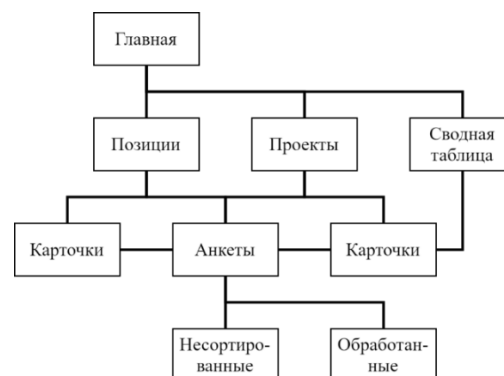 Главная
Позиции
Проекты
Сводная
таблица
Карточки
Анкеты
Карточки
Несортиро-
ванные
Обработан-
ные